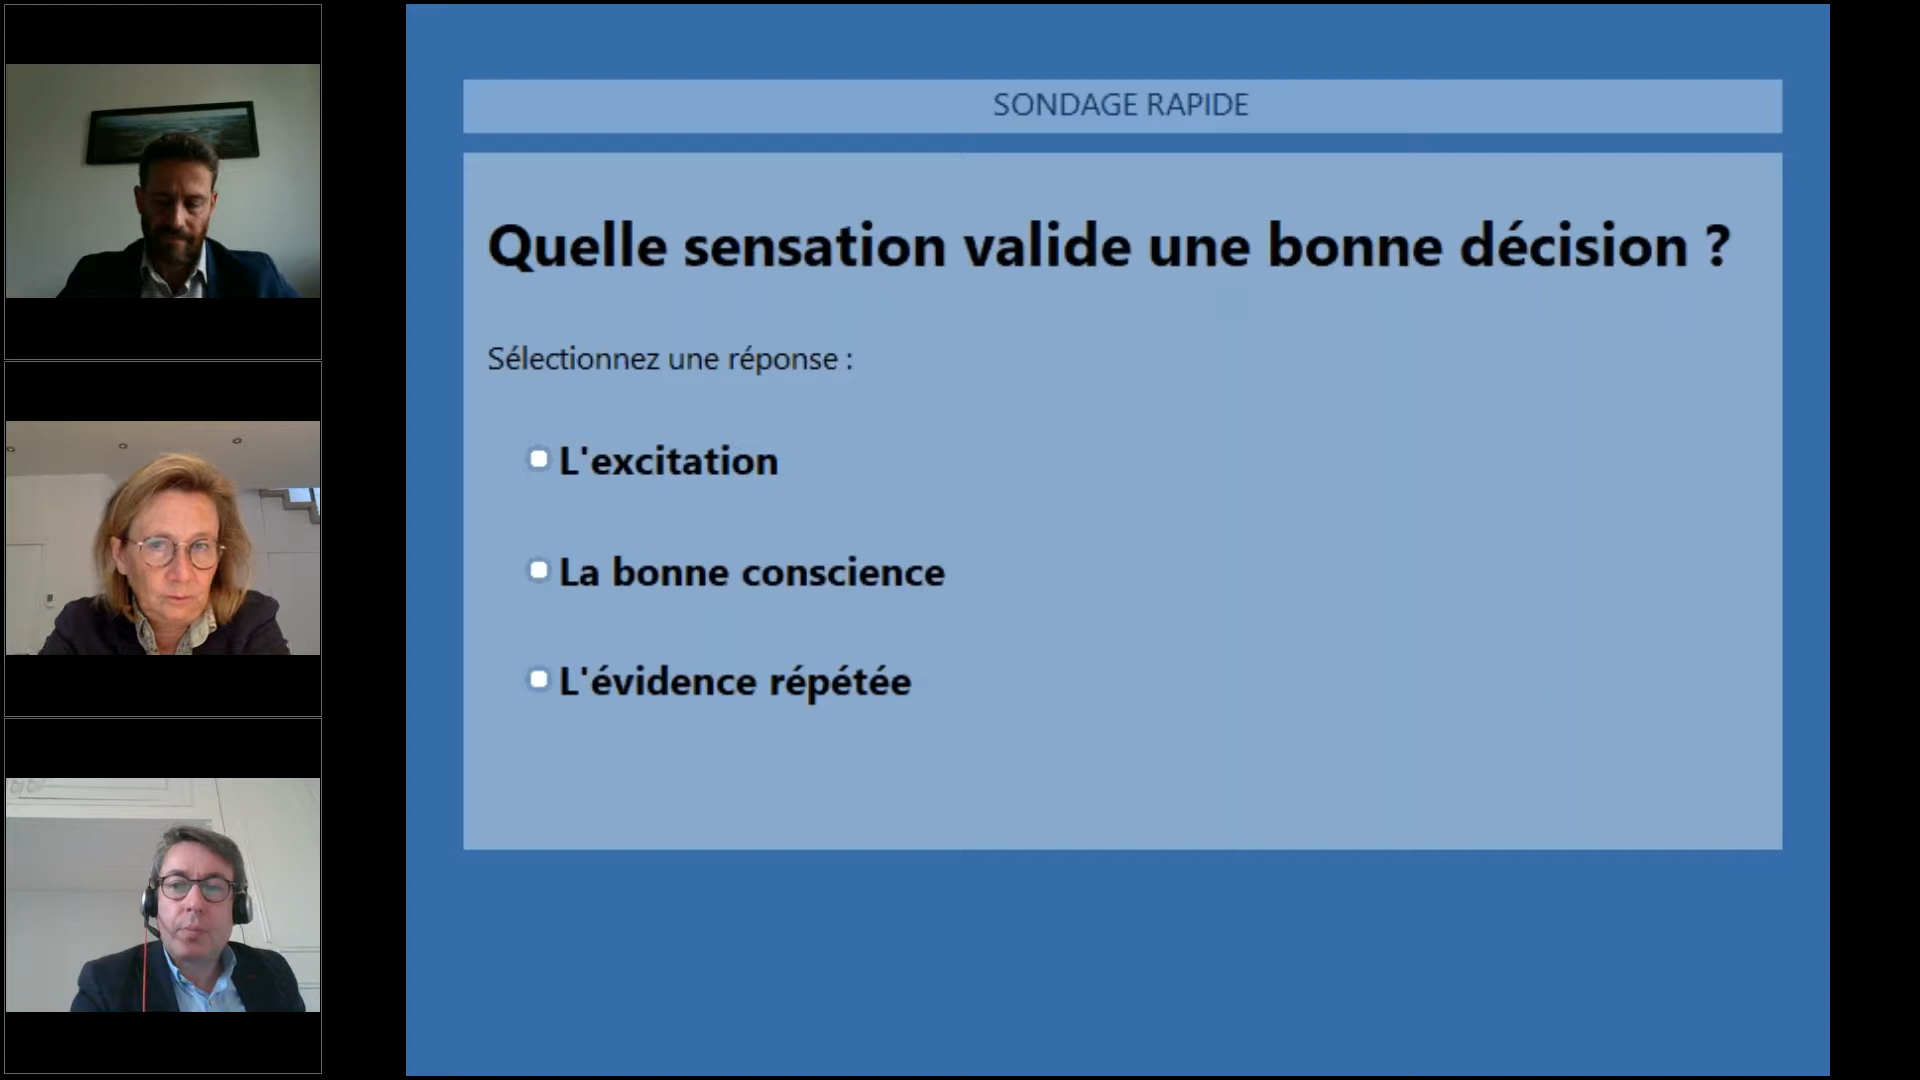 SONDAGE RAPIDE
Quelle sensation valide une bonne décision ?
Sélectionnez une réponse :
L'excitation
La bonne conscience
L'évidence répétée